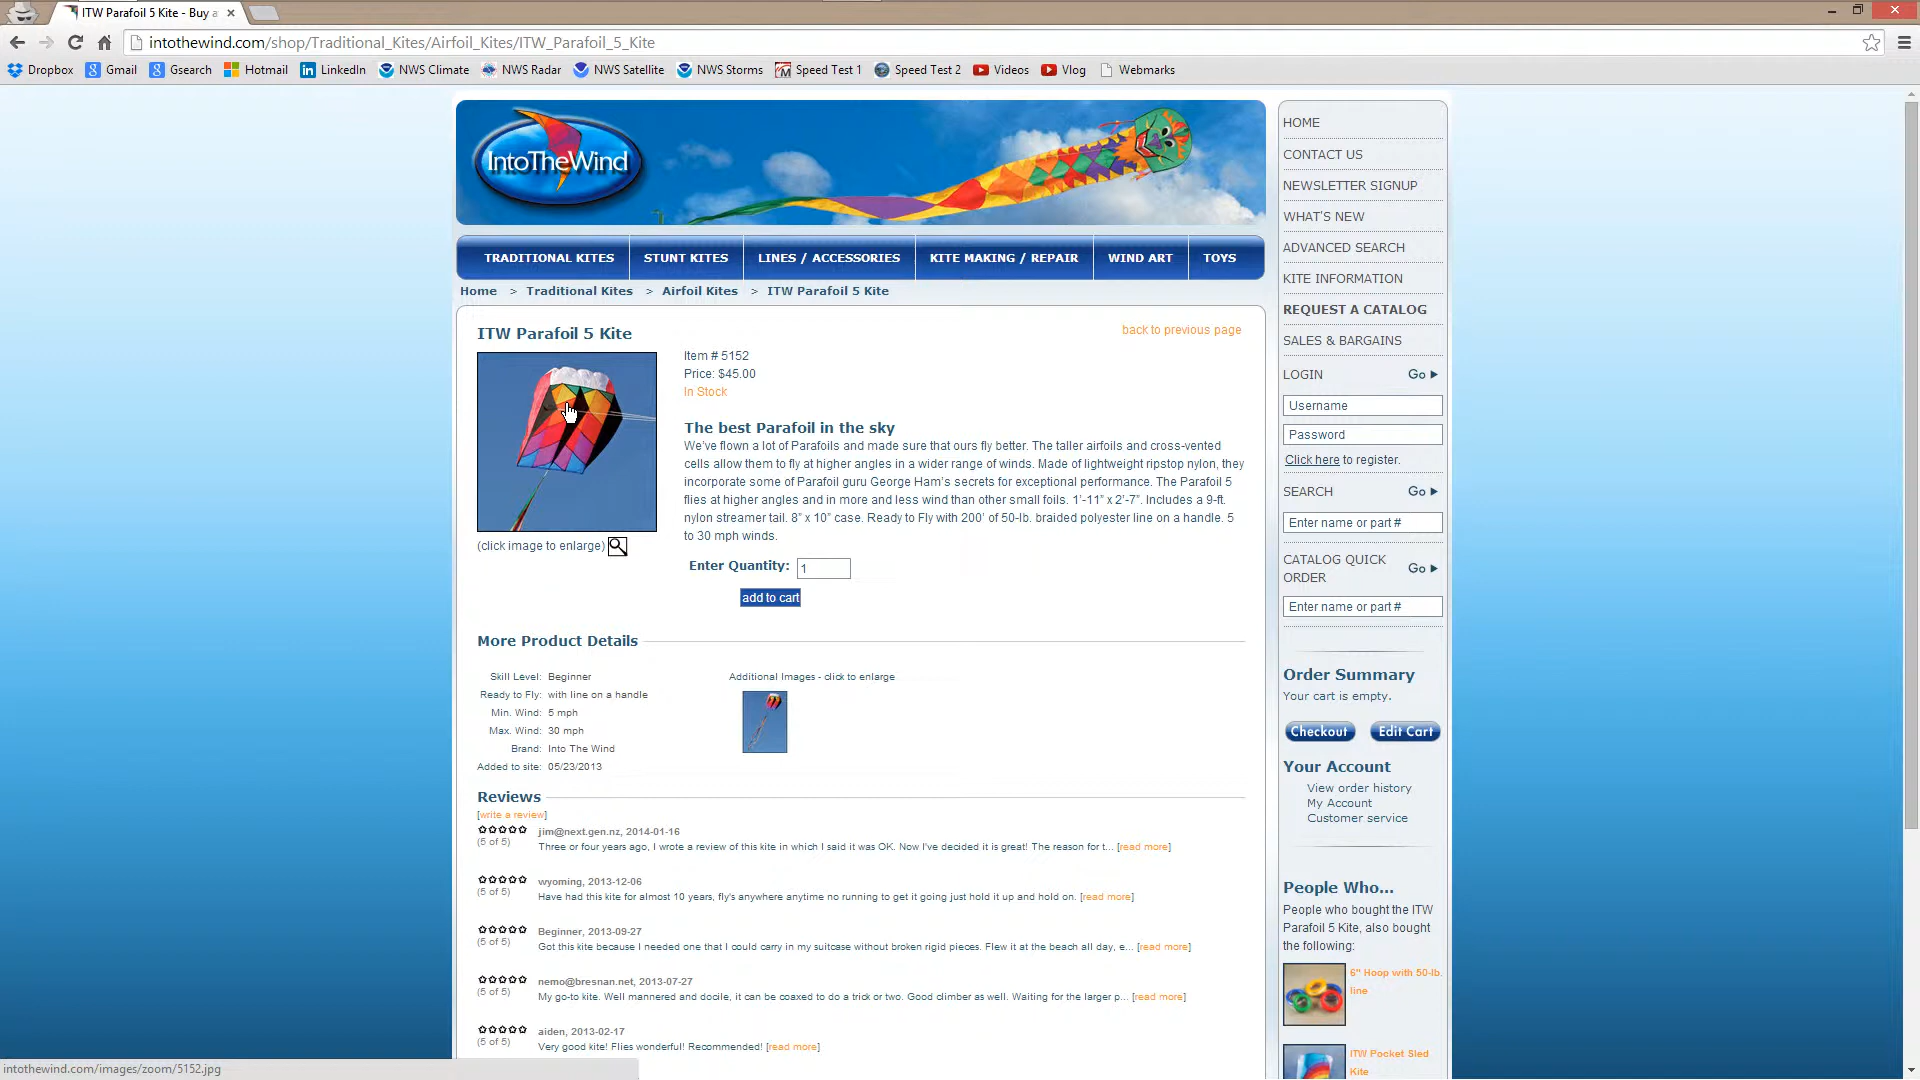 ITW Parafoil 5 Kite - Buy a
intothewind.com/shop/Traditional_Kites/Airfoil_Kites/ITW_Parafoil_5_Kite
Dropbox Gmail Gsearch Hotmail LinkedIn NWS Climate NWS Radar NWS Satellite NWS Storms Speed Test 1 Speed Test 2 Videos Vlog Webmarks
IntoTheWind
TRADITIONAL KITES STUNT KITES LINES / ACCESSORIES KITE MAKING / REPAIR WIND ART TOYS
Home > Traditional Kites > Airfoil Kites > ITW Parafoil 5 Kite
ITW Parafoil 5 Kite
back to previous page
(click image to enlarge)
Item # 5152
Price: $45.00
In Stock
The best Parafoil in the sky
We've flown a lot of Parafoils and made sure that ours fly better. The taller airfoils and cross-vented
cells allow them to fly at higher angles in a wider range of winds. Made of lightweight ripstop nylon, they
incorporate some of Parafoil guru George Ham's secrets for exceptional performance. The Parafoil 5
flies at higher angles and in more and less wind than other small foils. 1'-11" x 2'-7". Includes a 9-ft.
nylon streamer tail. 8" x 10" case. Ready to Fly with 200' of 50-lb. braided polyester line on a handle. 5
to 30 mph winds.
Enter Quantity: 1
add to cart
More Product Details
Skill Level: Beginner
Ready to Fly: with line on a handle
Min. Wind: 5 mph
Max. Wind: 30 mph
Brand: Into The Wind
Added to site: 05/23/2013
Additional Images - click to enlarge
Reviews
[write a review]
(5 of 5)
jim@next.gen.nz, 2014-01-16
Three or four years ago, I wrote a review of this kite in which I said it was OK. Now I've decided it is great! The reason for t... [read more]
(5 of 5)
wyoming, 2013-12-06
Have had this kite for almost 10 years, fly's anywhere anytime no running to get it going just hold it up and hold on. [read more]
(5 of 5)
Beginner, 2013-09-27
Got this kite because I needed one that I could carry in my suitcase without broken rigid pieces. Flew it at the beach all day, e... [read more]
(5 of 5)
nemo@bresnan.net, 2013-07-27
My go-to kite. Well mannered and docile, it can be coaxed to do a trick or two. Good climber as well. Waiting for the larger p... [read more]
(5 of 5)
aiden, 2013-02-17
Very good kite! Flies wonderful! Recommended! [read more]
HOME
CONTACT US
NEWSLETTER SIGNUP
WHAT'S NEW
ADVANCED SEARCH
KITE INFORMATION
REQUEST A CATALOG
SALES & BARGAINS
LOGIN Go
Username
Password
Click here to register.
SEARCH Go
Enter name or part #
CATALOG QUICK
ORDER Go
Enter name or part #
Order Summary
Your cart is empty.
Checkout Edit Cart
Your Account
View order history
My Account
Customer service
People Who...
People who bought the ITW
Parafoil 5 Kite, also bought
the following:
6" Hoop with 50-lb.
line
ITW Pocket Sled
Kite
intothewind.com/images/zoom/5152.jpg